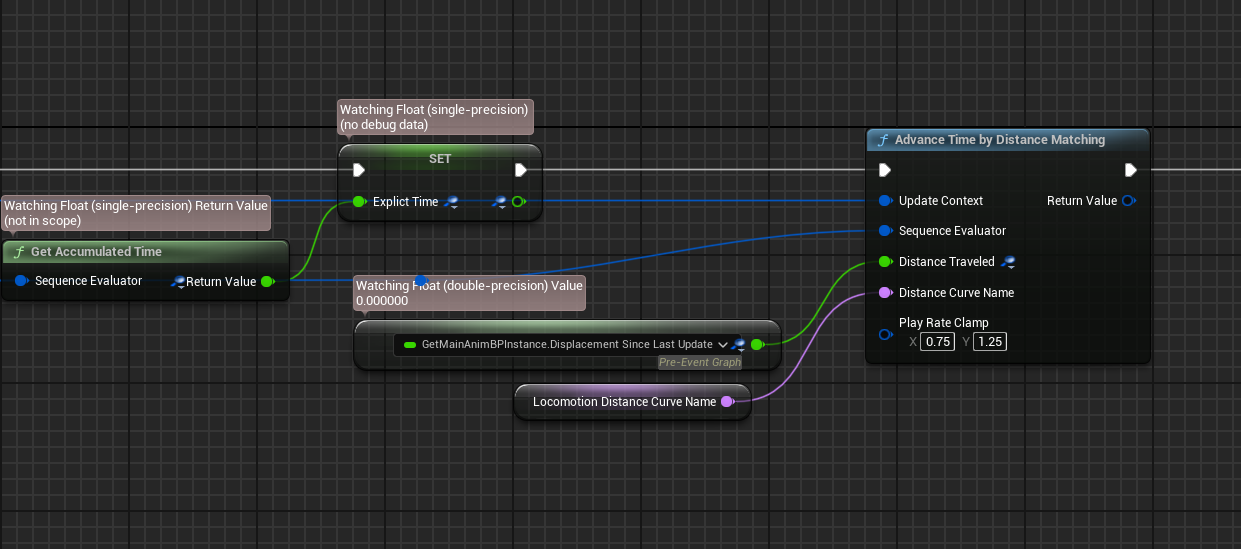 Watching Float (single-precision)
(no debug data)
SET
Explict Time
Watching Float (single-precision) Return Value
(not in scope)
f Get Accumulated Time
Sequence Evaluator
Return Value
Watching Float (double-precision) Value
0.000000
GetMainAnimBPInstance.Displacement Since Last Update
Pre-Event Graph
Locomotion Distance Curve Name
f Advance Time by Distance Matching
Update Context
Return Value
Sequence Evaluator
Distance Traveled
Distance Curve Name
Play Rate Clamp
X 0.75 Y 1.25